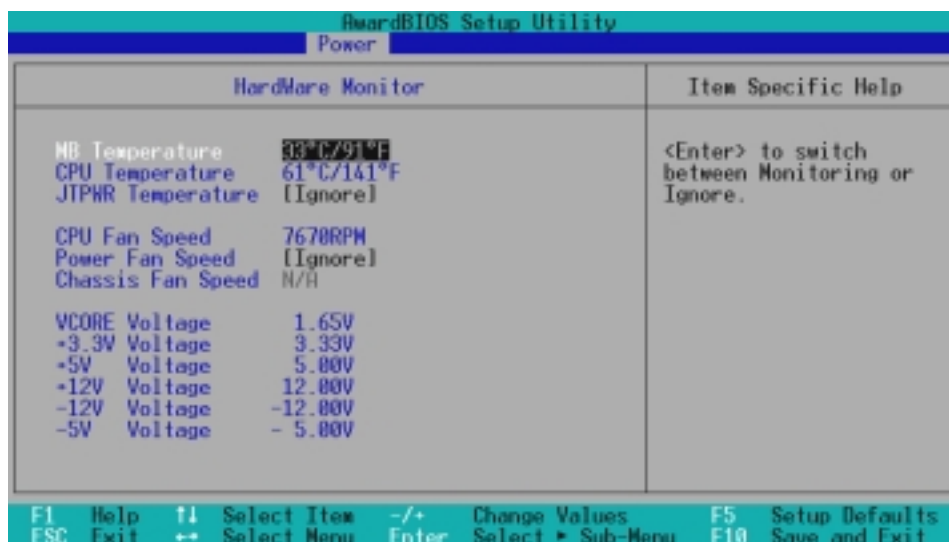 AwardBIOS Setup Utility
Power
HardWare Monitor
Item Specific Help
MB Temperature 33°C/91°F
CPU Temperature 61°C/141°F
JTPWR Temperature [Ignore]
CPU Fan Speed 7670RPM
Power Fan Speed [Ignore]
Chassis Fan Speed N/A
VCORE Voltage 1.65V
+3.3V Voltage 3.33V
+5V Voltage 5.00V
+12V Voltage 12.00V
-12V Voltage -12.00V
-5V Voltage - 5.00V
<Enter> to switch
between Monitoring or
Ignore.
F1 Help ↑↓ Select Item -/+ Change Values F5 Setup Defaults
ESC Exit ←→ Select Menu Enter Select ► Sub-Menu F10 Save and Exit